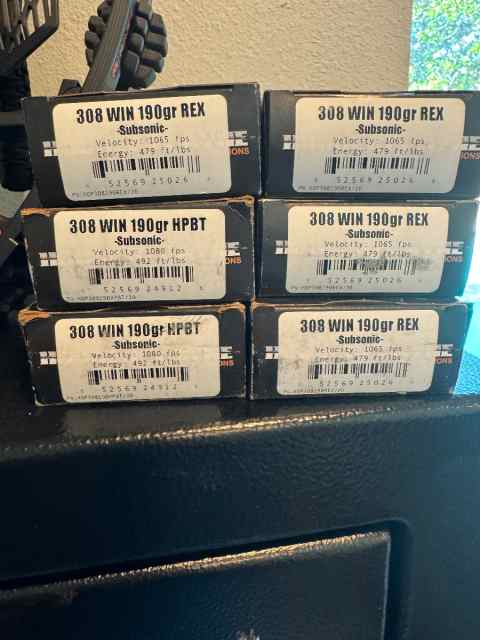 308 WIN 190gr REX
-Subsonic-
Velocity: 1065 fps
Energy: 479 ft/lbs
52569 25026
308 WIN 190gr REX
-Subsonic-
Velocity: 1065 fps
Energy: 479 ft/lbs
52569 25026
IONS
308 WIN 190gr HPBT
-Subsonic-
Velocity: 1080 fps
Energy: 492 ft/lbs
52569 24912
ONS
308 WIN 190gr REX
-Subsonic-
Velocity: 1065 fps
Energy: 479 ft/lbs
52569 25026
IONS
308 WIN 190gr HPBT
-Subsonic-
Velocity: 1080 fps
Energy: 492 ft/lbs
52569 24912
308 WIN 190gr REX
-Subsonic-
Velocity: 1065 fps
Energy: 479 ft/lbs
52569 25026
IONS